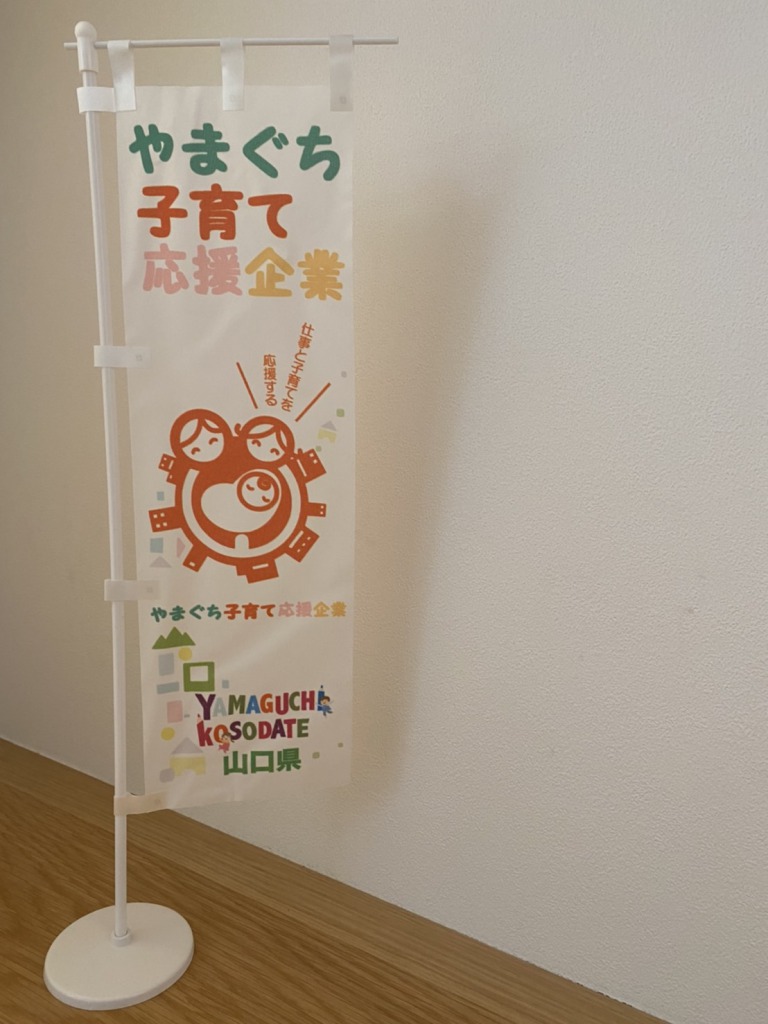 やまぐち
子育て
応援企業
仕事と子育てを
応援する
やまぐち子育て応援企業
YAMAGUCHI
KOSODATE
山口県